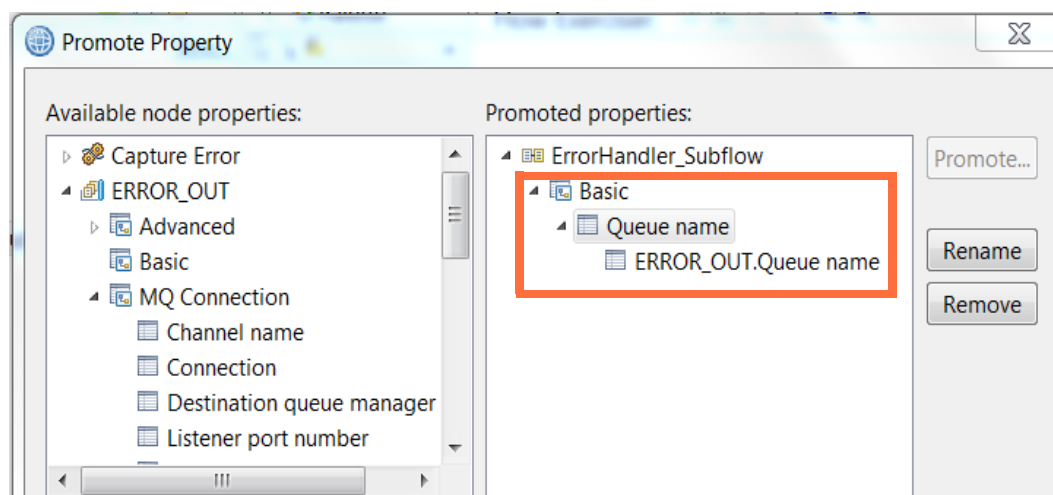 Promote Property
Available node properties:
Capture Error
ERROR_OUT
Advanced
Basic
MQ Connection
Channel name
Connection
Destination queue manager
Listener port number
Promoted properties:
ErrorHandler_Subflow
Basic
Queue name
ERROR_OUT.Queue name
Promote...
Rename
Remove